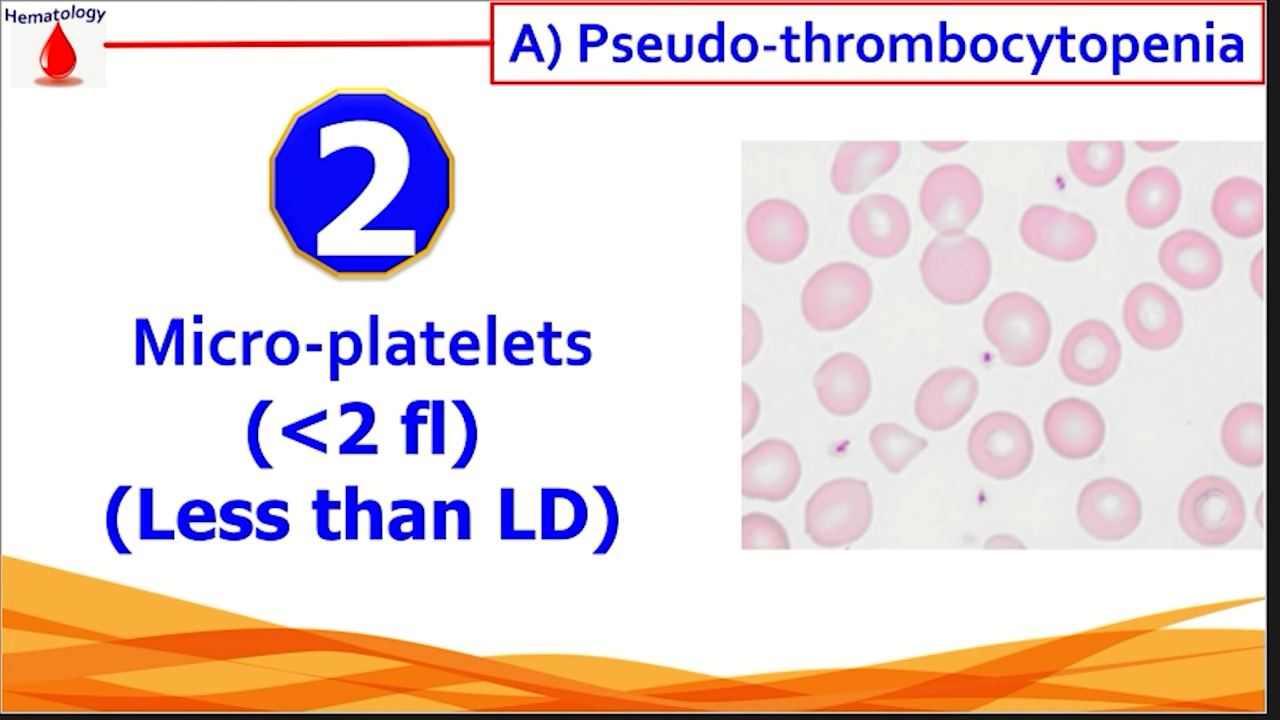 Hematology
A) Pseudo-thrombocytopenia
2
Micro-platelets
(<2 fl)
(Less than LD)